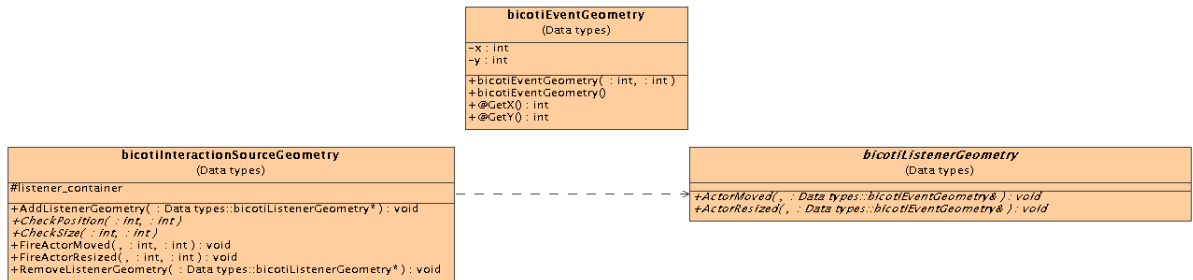 bicotiEventGeometry
(Data types)
-x : int
-y : int
+bicotiEventGeometry( : int, : int )
+bicotiEventGeometry()
+@GetX() : int
+@GetY() : int
bicotiInteractionSourceGeometry
(Data types)
#listener_container
+AddListenerGeometry( : Data types::bicotiListenerGeometry* ) : void
+CheckPosition( : int, : int )
+CheckSize( : int, : int )
+FireActorMoved( , : int, : int ) : void
+FireActorResized( , : int, : int ) : void
+RemoveListenerGeometry( : Data types::bicotiListenerGeometry* ) : void
bicotiListenerGeometry
(Data types)
+ActorMoved( , : Data types::bicotiEventGeometry& ) : void
+ActorResized( , : Data types::bicotiEventGeometry& ) : void